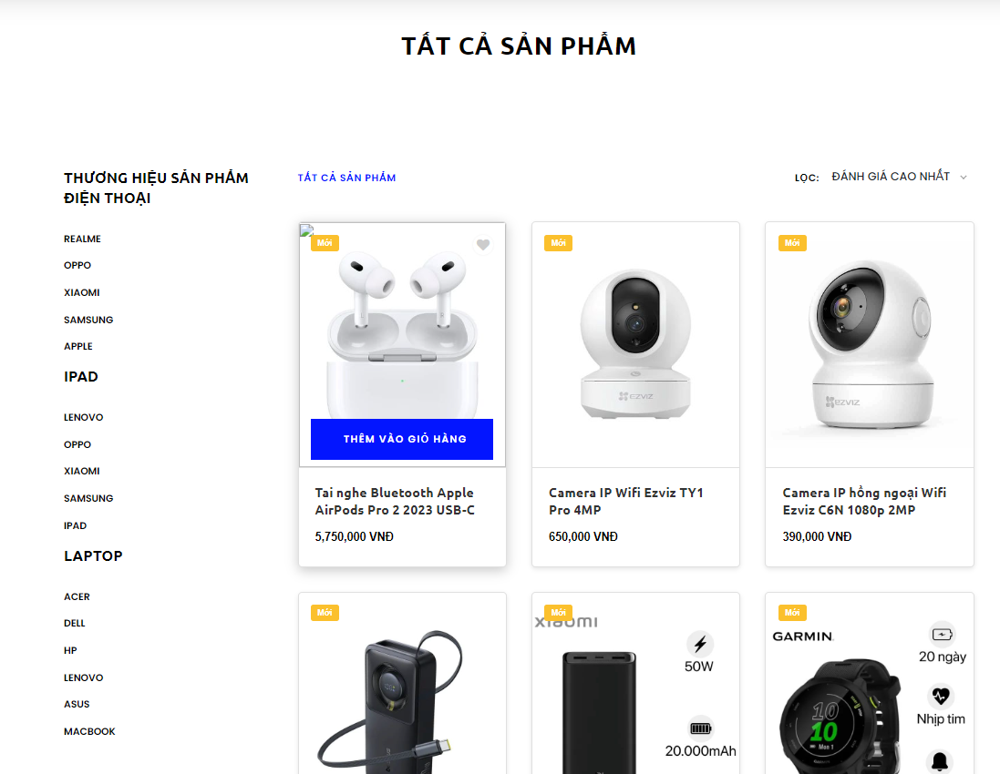 TẤT CẢ SẢN PHẨM
THƯƠNG HIỆU SẢN PHẨM
ĐIỆN THOẠI
REALME
OPPO
XIAOMI
SAMSUNG
APPLE
IPAD
LENOVO
OPPO
XIAOMI
SAMSUNG
IPAD
LAPTOP
ACER
DELL
HP
LENOVO
ASUS
MACBOOK
TẤT CẢ SẢN PHẨM
LỌC: ĐÁNH GIÁ CAO NHẤT
Mới
THÊM VÀO GIỎ HÀNG
Tai nghe Bluetooth Apple
AirPods Pro 2 2023 USB-C
5,750,000 VNĐ
Mới
EZVIZ
Camera IP Wifi Ezviz TY1
Pro 4MP
650,000 VNĐ
Mới
EZVIZ
Camera IP hồng ngoại Wifi
Ezviz C6N 1080p 2MP
390,000 VNĐ
Mới
Mới
xiaomi
50W
20.000mAh
Mới
GARMIN.
20 ngày
Nhịp tim
10
10
Mon 1
GARMIN